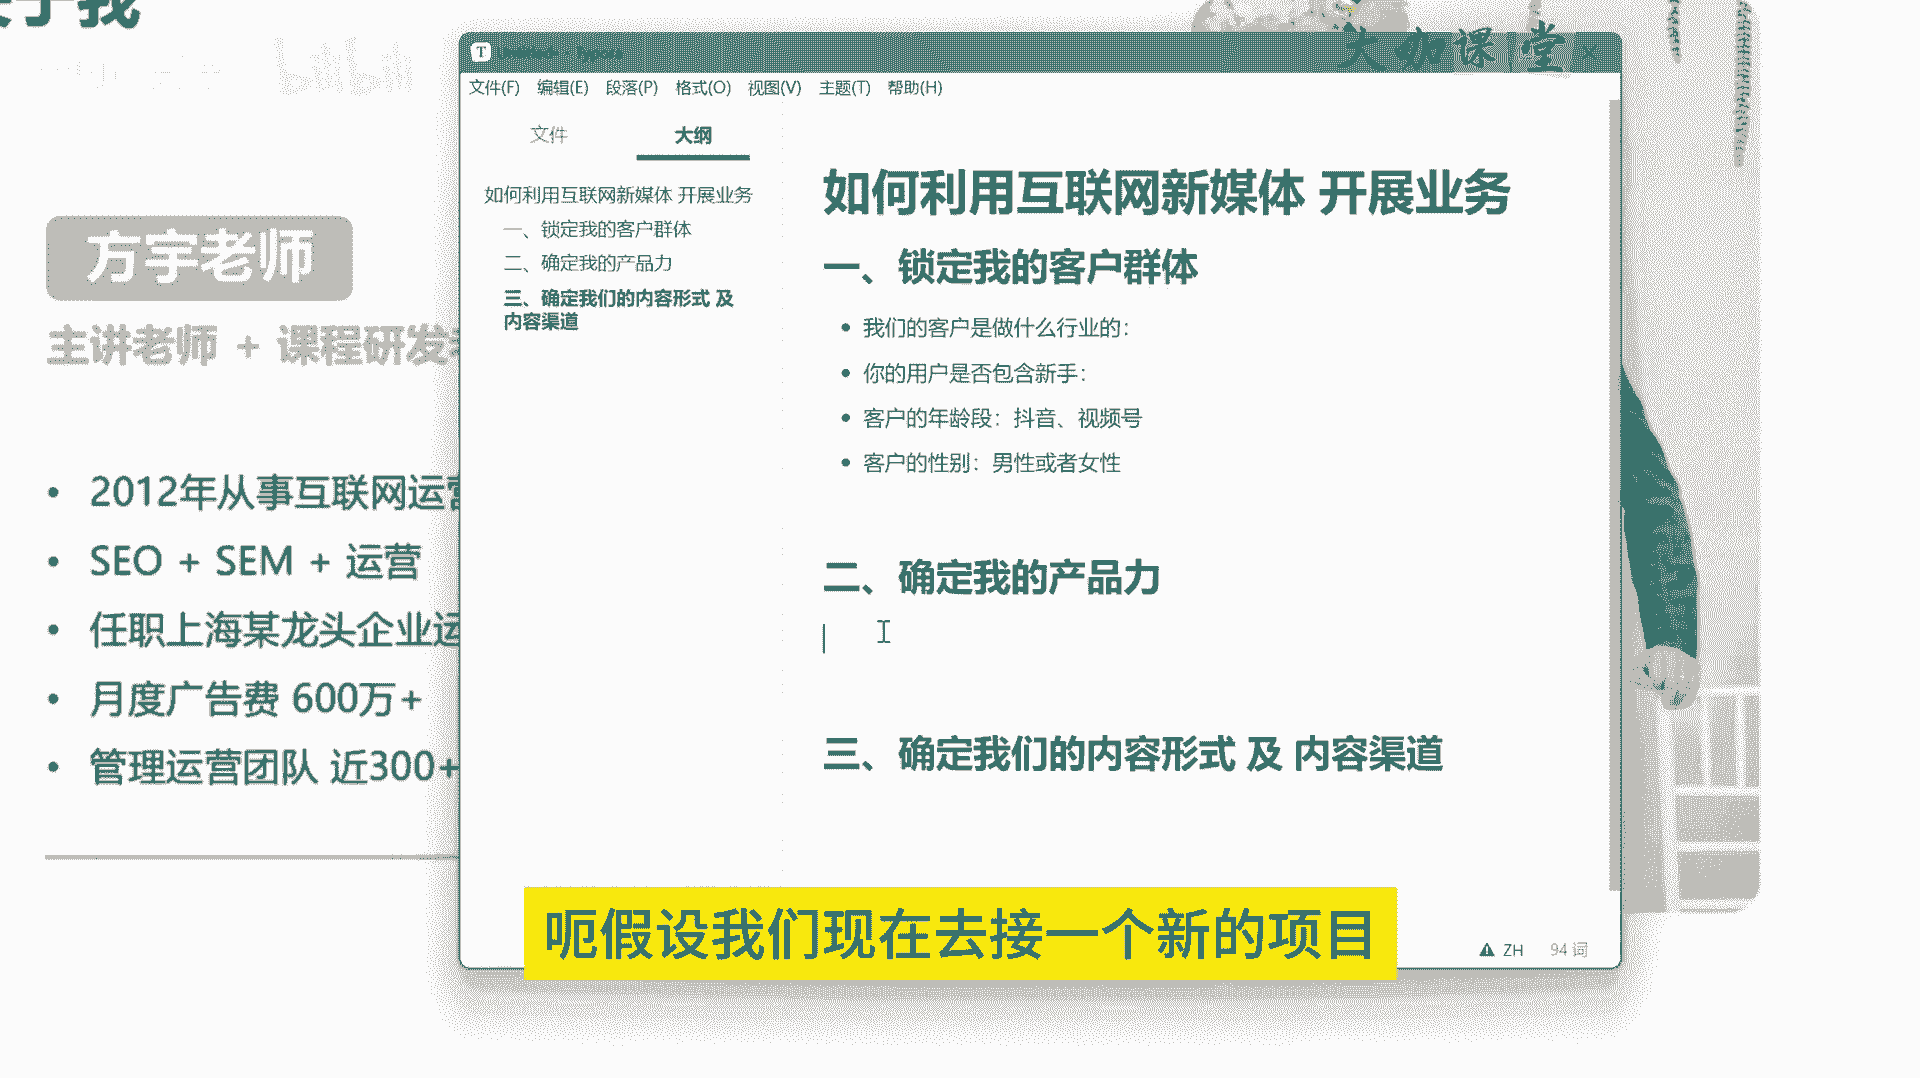 关于我
bilibili
大咖课堂
方宇老师
主讲老师 + 课程研发
2012年从事互联网运营
SEO + SEM + 运营
任职上海某龙头企业运
月度广告费 600万+
管理运营团队 近300+
文件(F) 编辑(E) 段落(P) 格式(O) 视图(V) 主题(T) 帮助(H)
文件 大纲
如何利用互联网新媒体 开展业务
一、锁定我的客户群体
二、确定我的产品力
三、确定我们的内容形式 及
内容渠道
如何利用互联网新媒体 开展业务
一、锁定我的客户群体
我们的客户是做什么行业的：
你的用户是否包含新手：
客户的年龄段：抖音、视频号
客户的性别：男性或者女性
二、确定我的产品力
三、确定我们的内容形式 及 内容渠道
呃假设我们现在去接一个新的项目
ZH 94 词